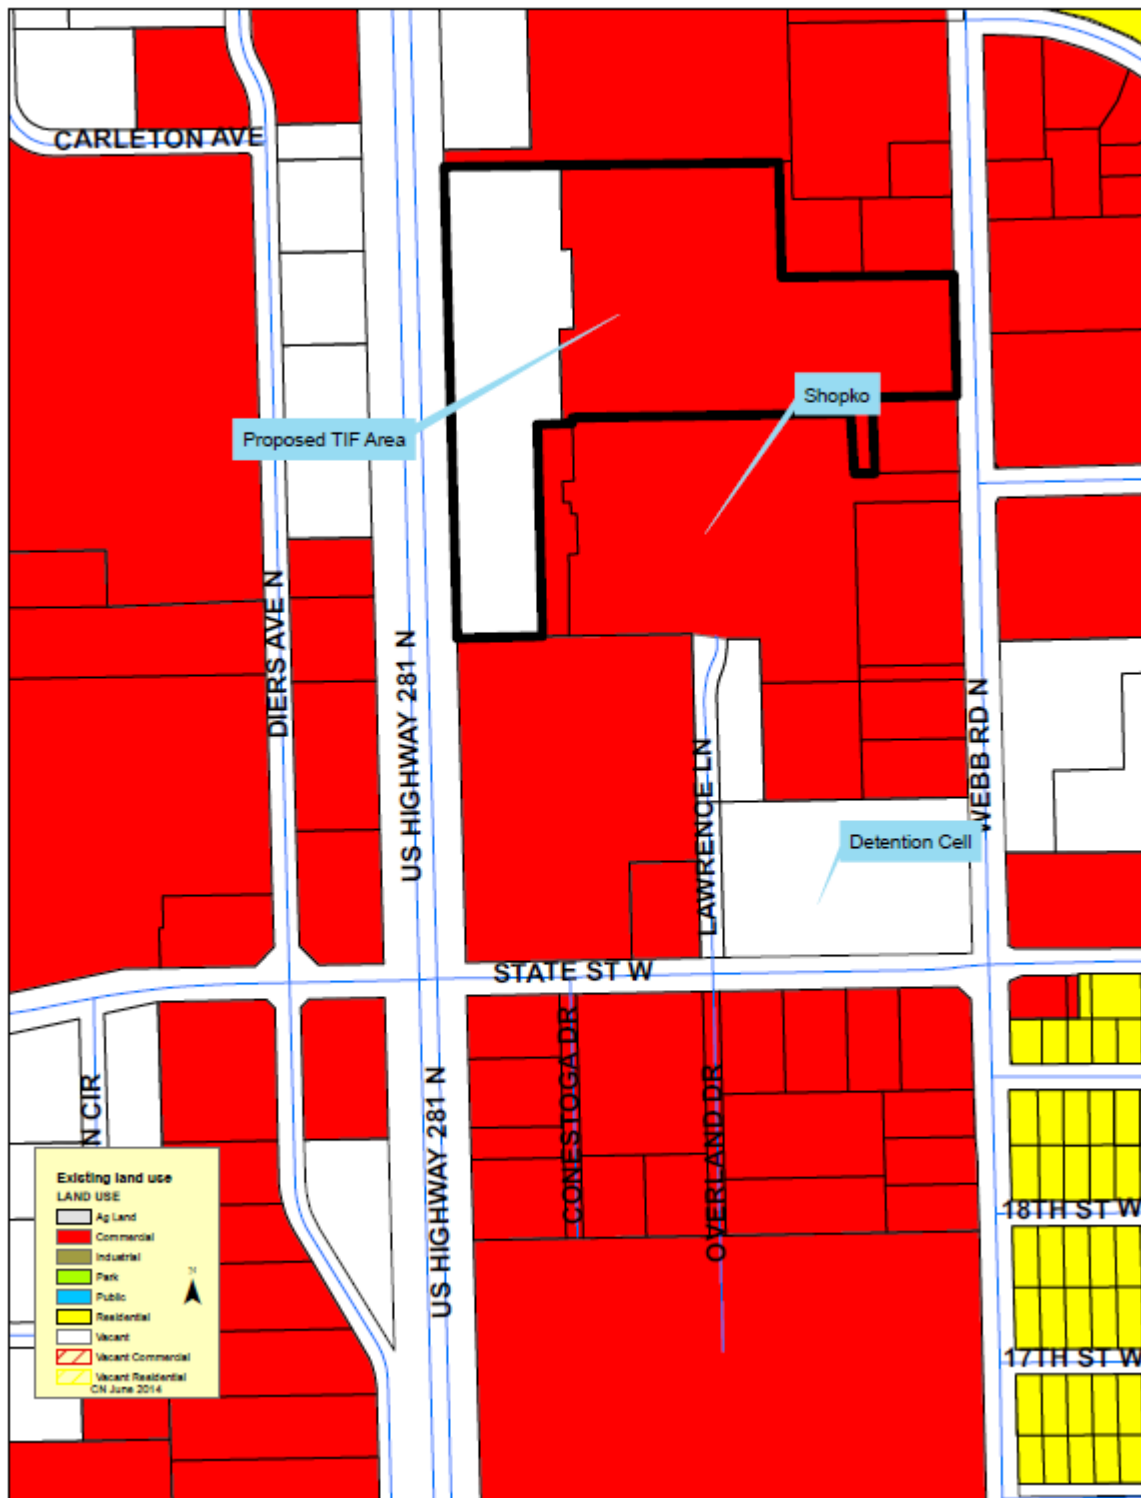 CARLETON AVE
Shopko
Proposed TIF Area
DIERS AVE N
US HIGHWAY 281 N
LAWRENCE LN
WEBB RD N
Detention Cell
STATE ST W
CONESTOGA DR
OVERLAND DR
US HIGHWAY 281 N
N CIR
18TH ST W
17TH ST W
Existing land use
LAND USE
Ag Land
Commercial
Industrial
Park
Public
Residential
Vacant
Vacant Commercial
Vacant Residential
CN June 2014
N